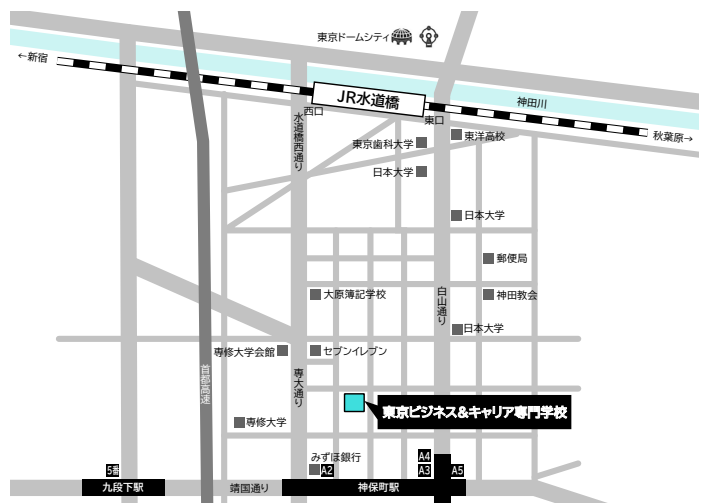 東京ドームシティ
←新宿
JR水道橋
西口
東口
神田川
秋葉原→
水道橋西通り
東京歯科大学
東洋高校
日本大学
日本大学
郵便局
大原簿記学校
白山通り
神田教会
日本大学
専修大学会館
セブンイレブン
首都高速
専大通り
東京ビジネス&キャリア専門学校
専修大学
みずほ銀行
A4
5番
A2
A3
A5
九段下駅
靖国通り
神保町駅